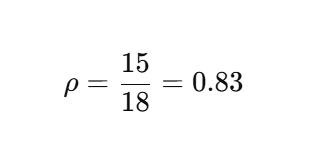 ρ = 15/18 = 0.83